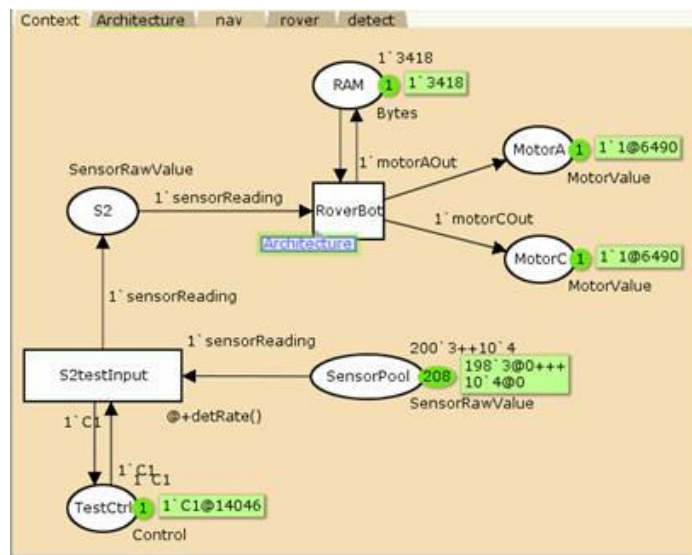 Context Architecture nav rover detect
1`3418
RAM 1 1`3418
Bytes
1`motorAOut
MotorA 1 1`1@6490
MotorValue
SensorRawValue
S2
1`sensorReading
RoverBot
Architecture
1`motorCOut
MotorC 1 1`1@6490
MotorValue
1`sensorReading
1`sensorReading
S2testInput
200`3++10`4
SensorPool 208 198`3@0+++
10`4@0
SensorRawValue
@+detRate()
1`C1
1`C1
1`C1
TestCtrl 1 1`C1@14046
Control